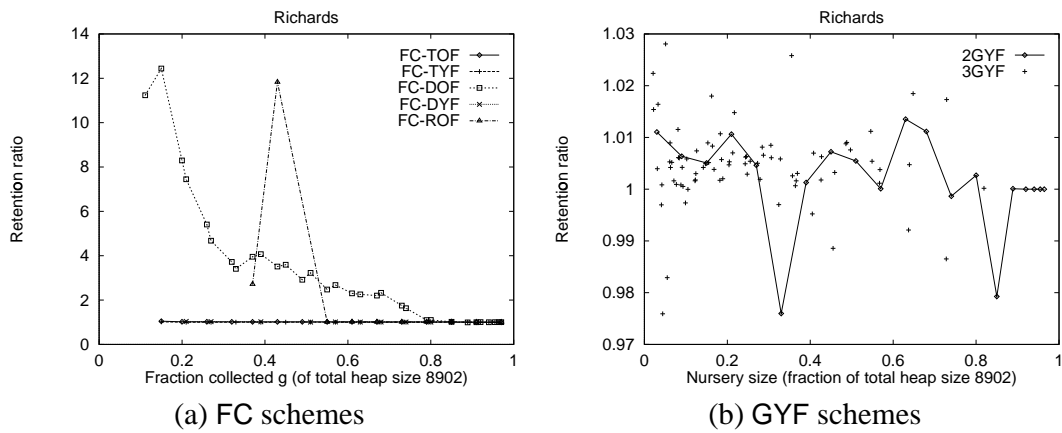 Richards
14
12
10
8
6
4
2
0
0 0.2 0.4 0.6 0.8 1
Retention ratio
Fraction collected g (of total heap size 8902)
FC-TOF
FC-TYF
FC-DOF
FC-DYF
FC-ROF
(a) FC schemes
Richards
1.03
1.02
1.01
1
0.99
0.98
0.97
0 0.2 0.4 0.6 0.8 1
Retention ratio
Nursery size (fraction of total heap size 8902)
2GYF
3GYF
(b) GYF schemes